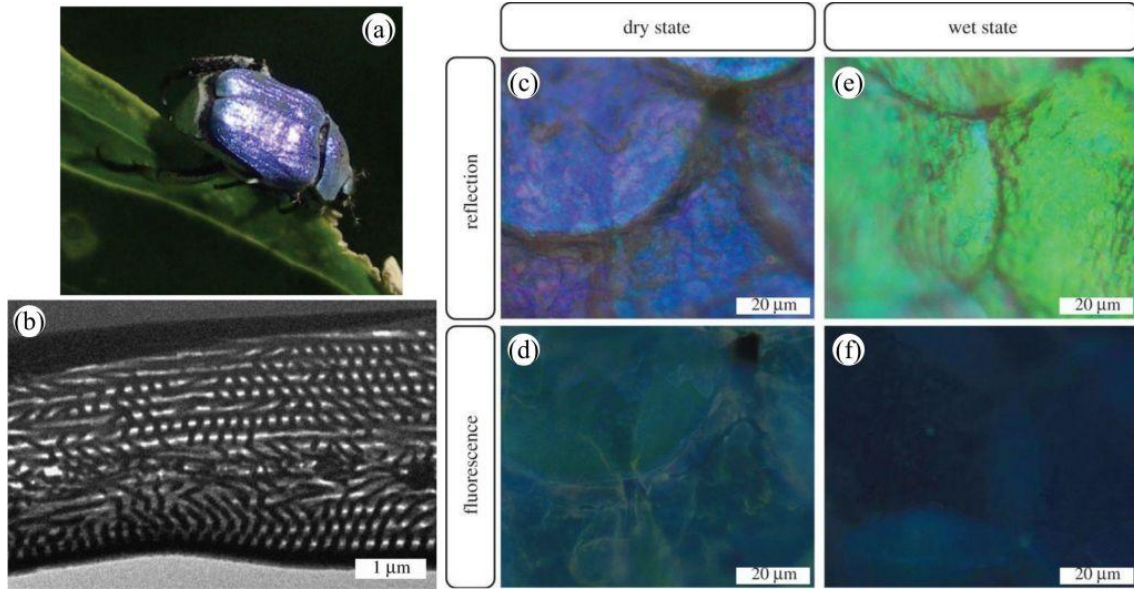 (a)
dry state
wet state
(c)
(e)
reflection
20 μm
20 μm
(b)
(d)
(f)
fluorescence
1 μm
20 μm
20 μm